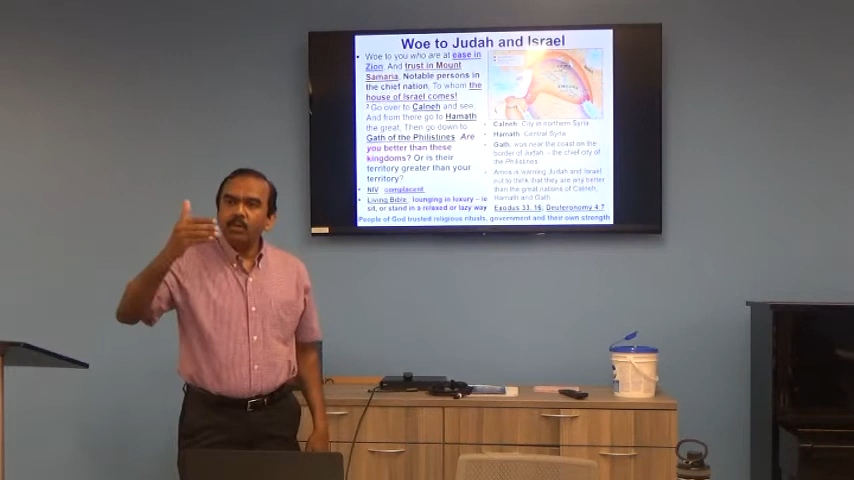 Woe to Judah and Israel
Woe to you who are at ease in
Zion, And trust in Mount
Samaria, Notable persons in
the chief nation, To whom the
house of Israel comes!
2 Go over to Calneh and see,
And from there go to Hamath
the great, Then go down to
Gath of the Philistines Are
you better than these
kingdoms? Or is their
territory greater than your
territory?
NIV complacent
Living Bible: lounging in luxury – ie
sit, or stand in a relaxed or lazy way
Calneh: City in northern Syria
Hamath: Central Syria
Gath: was near the coast on the
border of Judah – the chief city of
the Philistines
Amos is warning Judah and Israel
not to think that they are any better
than the great nations of Calneh,
Hamath and Gath
Exodus 33:16; Deuteronomy 4:7
People of God trusted religious rituals, government and their own strength